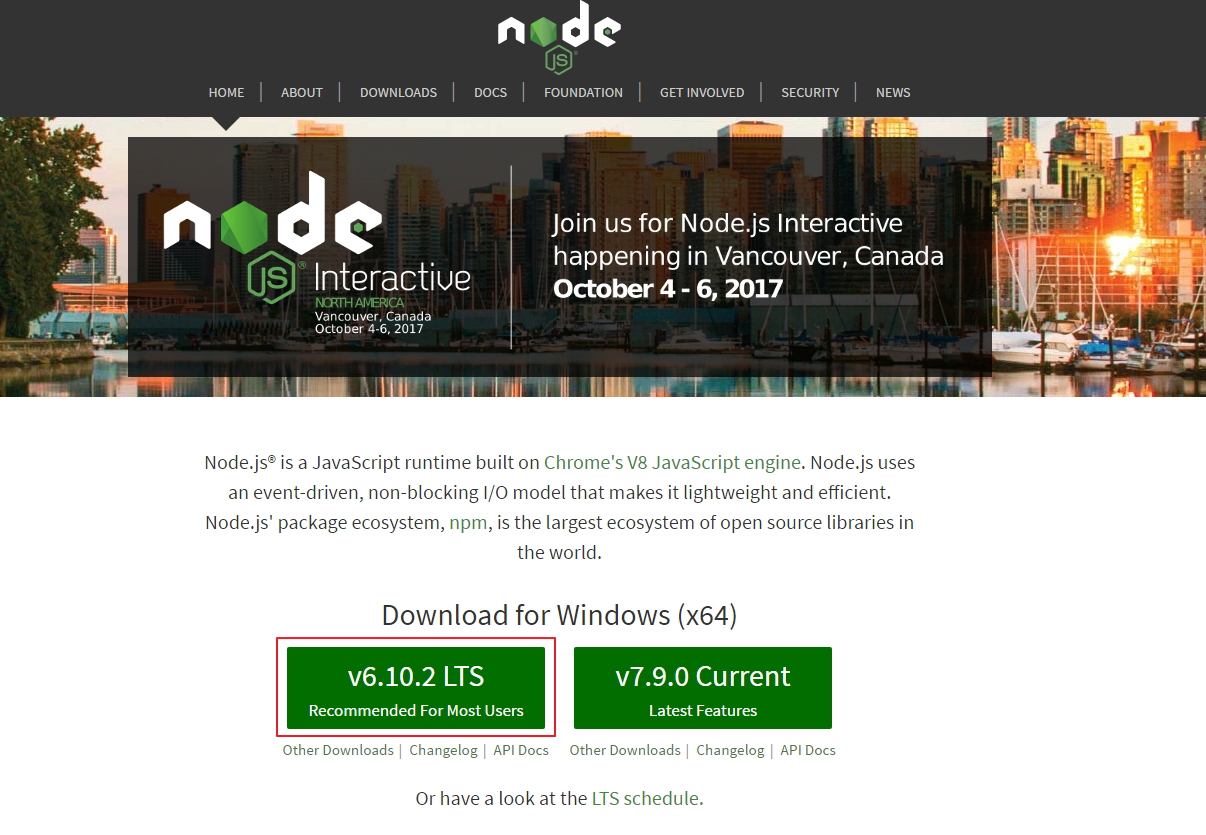 node
JS
HOME | ABOUT | DOWNLOADS | DOCS | FOUNDATION | GET INVOLVED | SECURITY | NEWS
node
JS® Interactive
NORTH AMERICA
Vancouver, Canada
October 4-6, 2017
Join us for Node.js Interactive
happening in Vancouver, Canada
October 4 - 6, 2017
Node.js® is a JavaScript runtime built on Chrome's V8 JavaScript engine. Node.js uses
an event-driven, non-blocking I/O model that makes it lightweight and efficient.
Node.js' package ecosystem, npm, is the largest ecosystem of open source libraries in
the world.
Download for Windows (x64)
v6.10.2 LTS
Recommended For Most Users
v7.9.0 Current
Latest Features
Other Downloads | Changelog | API Docs
Other Downloads | Changelog | API Docs
Or have a look at the LTS schedule.